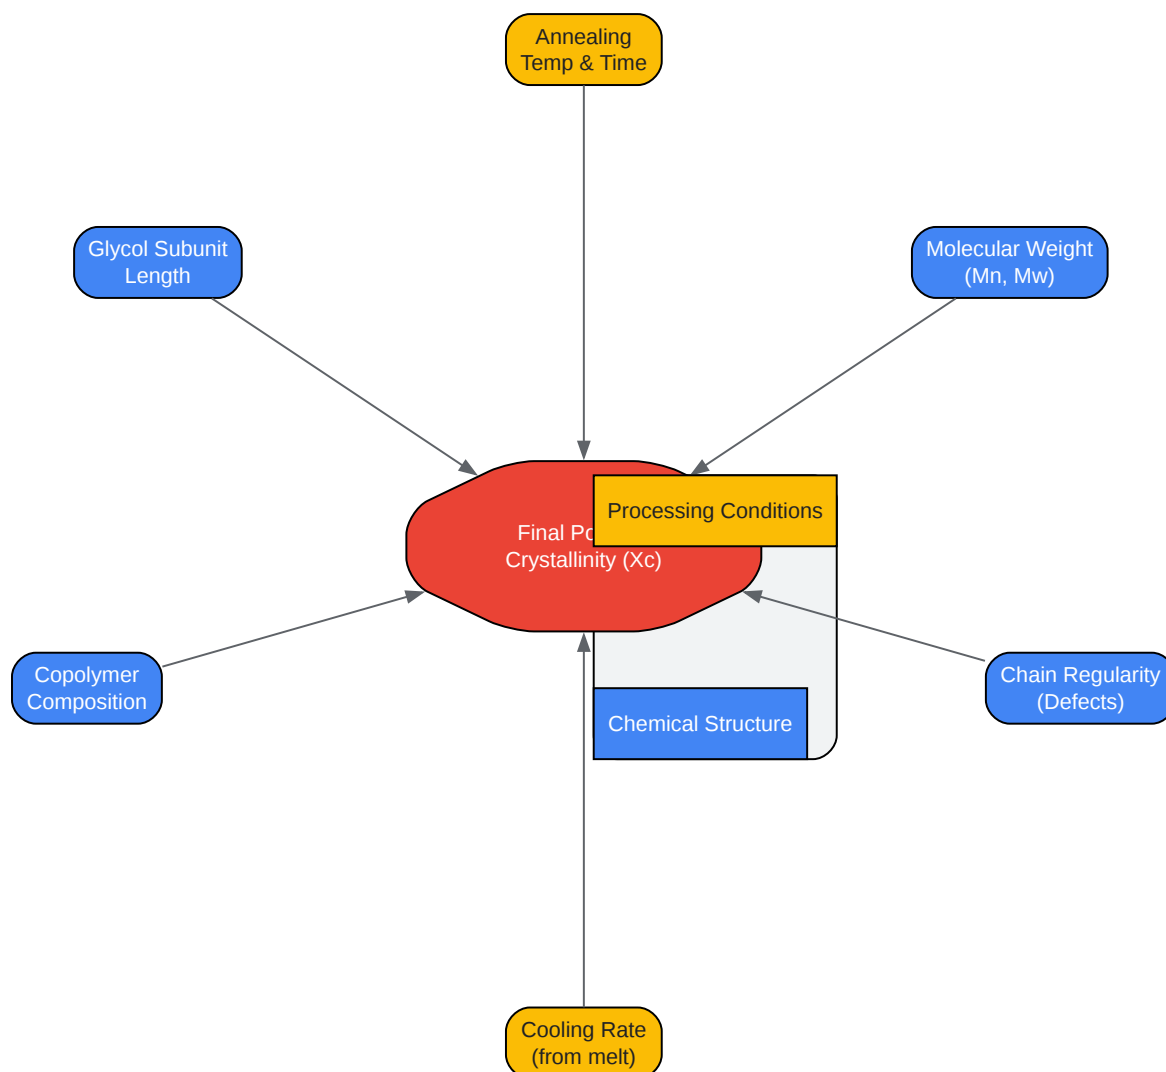 Annealing
Temp & Time
Glycol Subunit
Length
Molecular Weight
(Mn, Mw)
Final
Crystallinity (Xc)
Processing Conditions
Copolymer
Composition
Chain Regularity
(Defects)
Chemical Structure
Cooling Rate
(from melt)